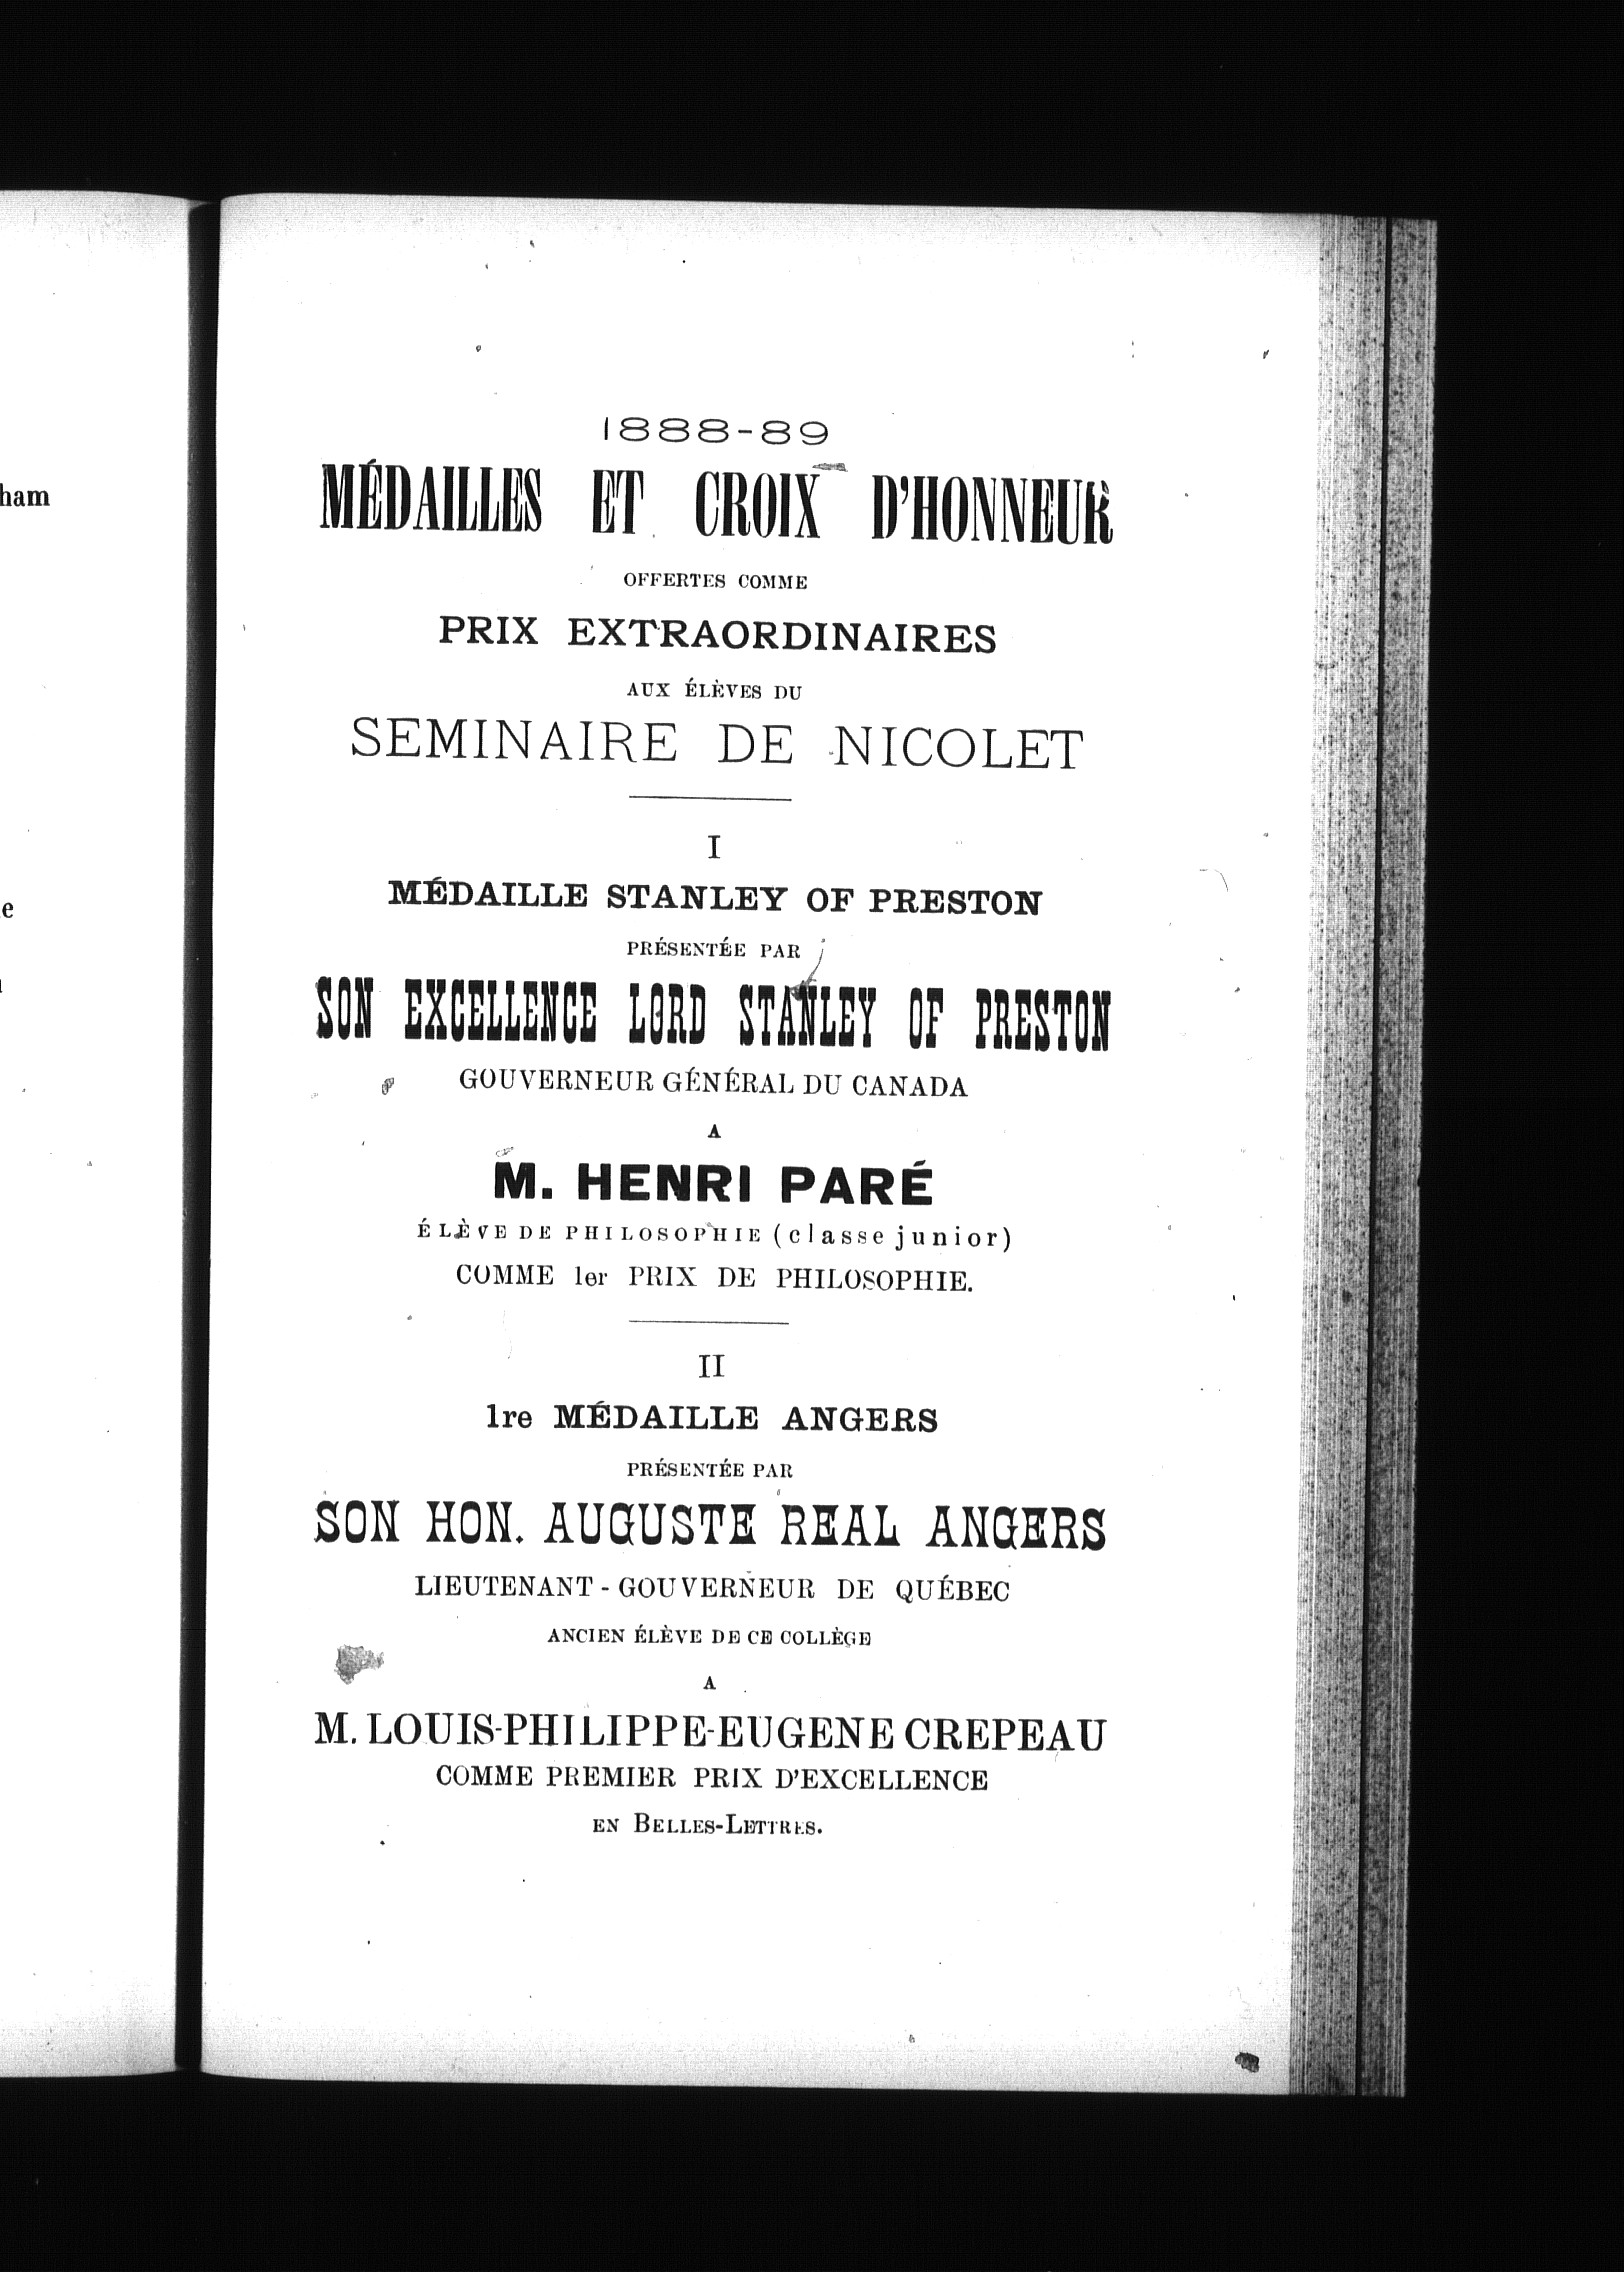 ham
e
1888-89
MÉDAILLES ET CROIX D'HONNEUR
OFFERTES COMME
PRIX EXTRAORDINAIRES
AUX ÉLÈVES DU
SEMINAIRE DE NICOLET
I
MÉDAILLE STANLEY OF PRESTON
PRÉSENTÉE PAR
SON EXCELLENCE LORD STANLEY OF PRESTON
GOUVERNEUR GÉNÉRAL DU CANADA
A
M. HENRI PARÉ
ÉLÈVE DE PHILOSOPHIE (classe junior)
COMME 1er PRIX DE PHILOSOPHIE.
II
1re MÉDAILLE ANGERS
PRÉSENTÉE PAR
SON HON. AUGUSTE REAL ANGERS
LIEUTENANT-GOUVERNEUR DE QUÉBEC
ANCIEN ÉLÈVE DE CE COLLÈGE
A
M. LOUIS-PHILIPPE-EUGENE CREPEAU
COMME PREMIER PRIX D'EXCELLENCE
EN BELLES-LETTRES.